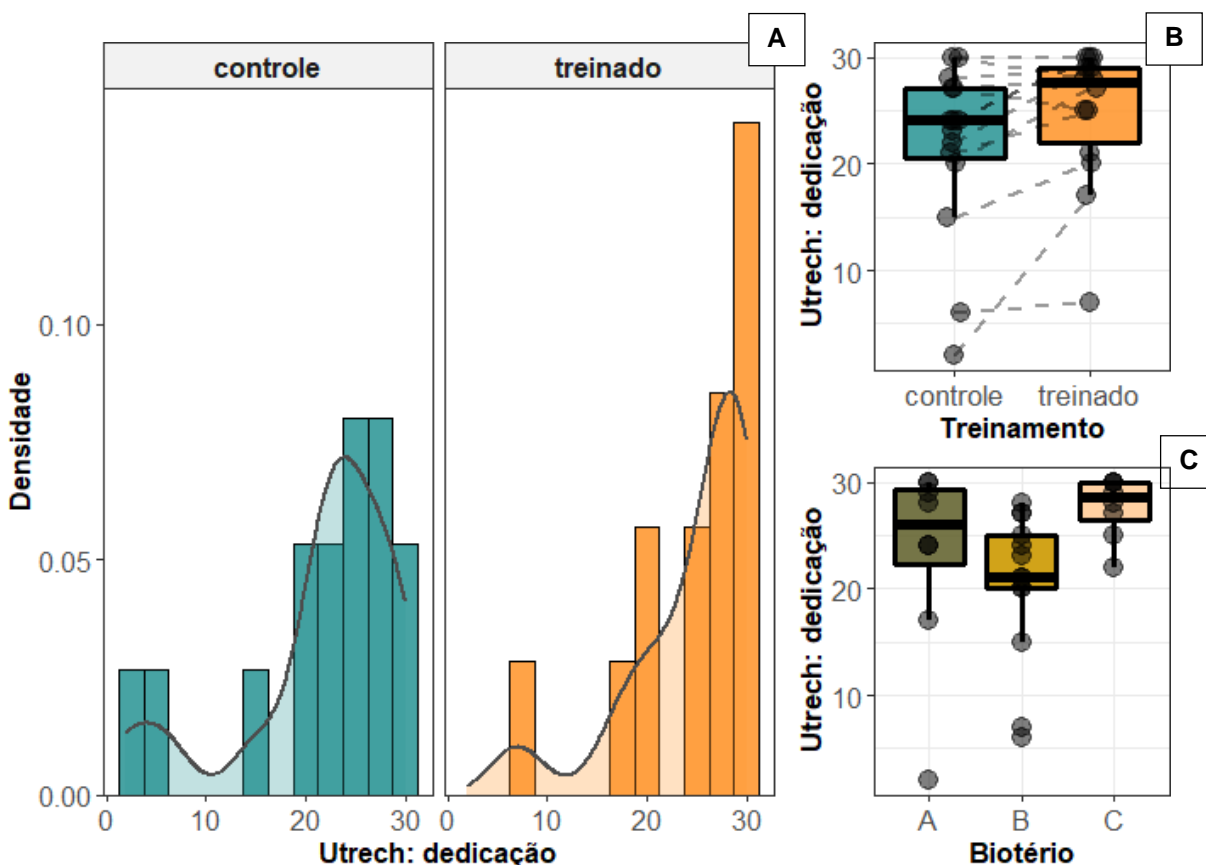 A
controle
treinado
Densidade
0.10
0.05
0.00
0 10 20 30
0 10 20 30
Utrech: dedicação
B
Utrech: dedicação
30
20
10
controle treinado
Treinamento
C
Utrech: dedicação
30
20
10
A B C
Biotério